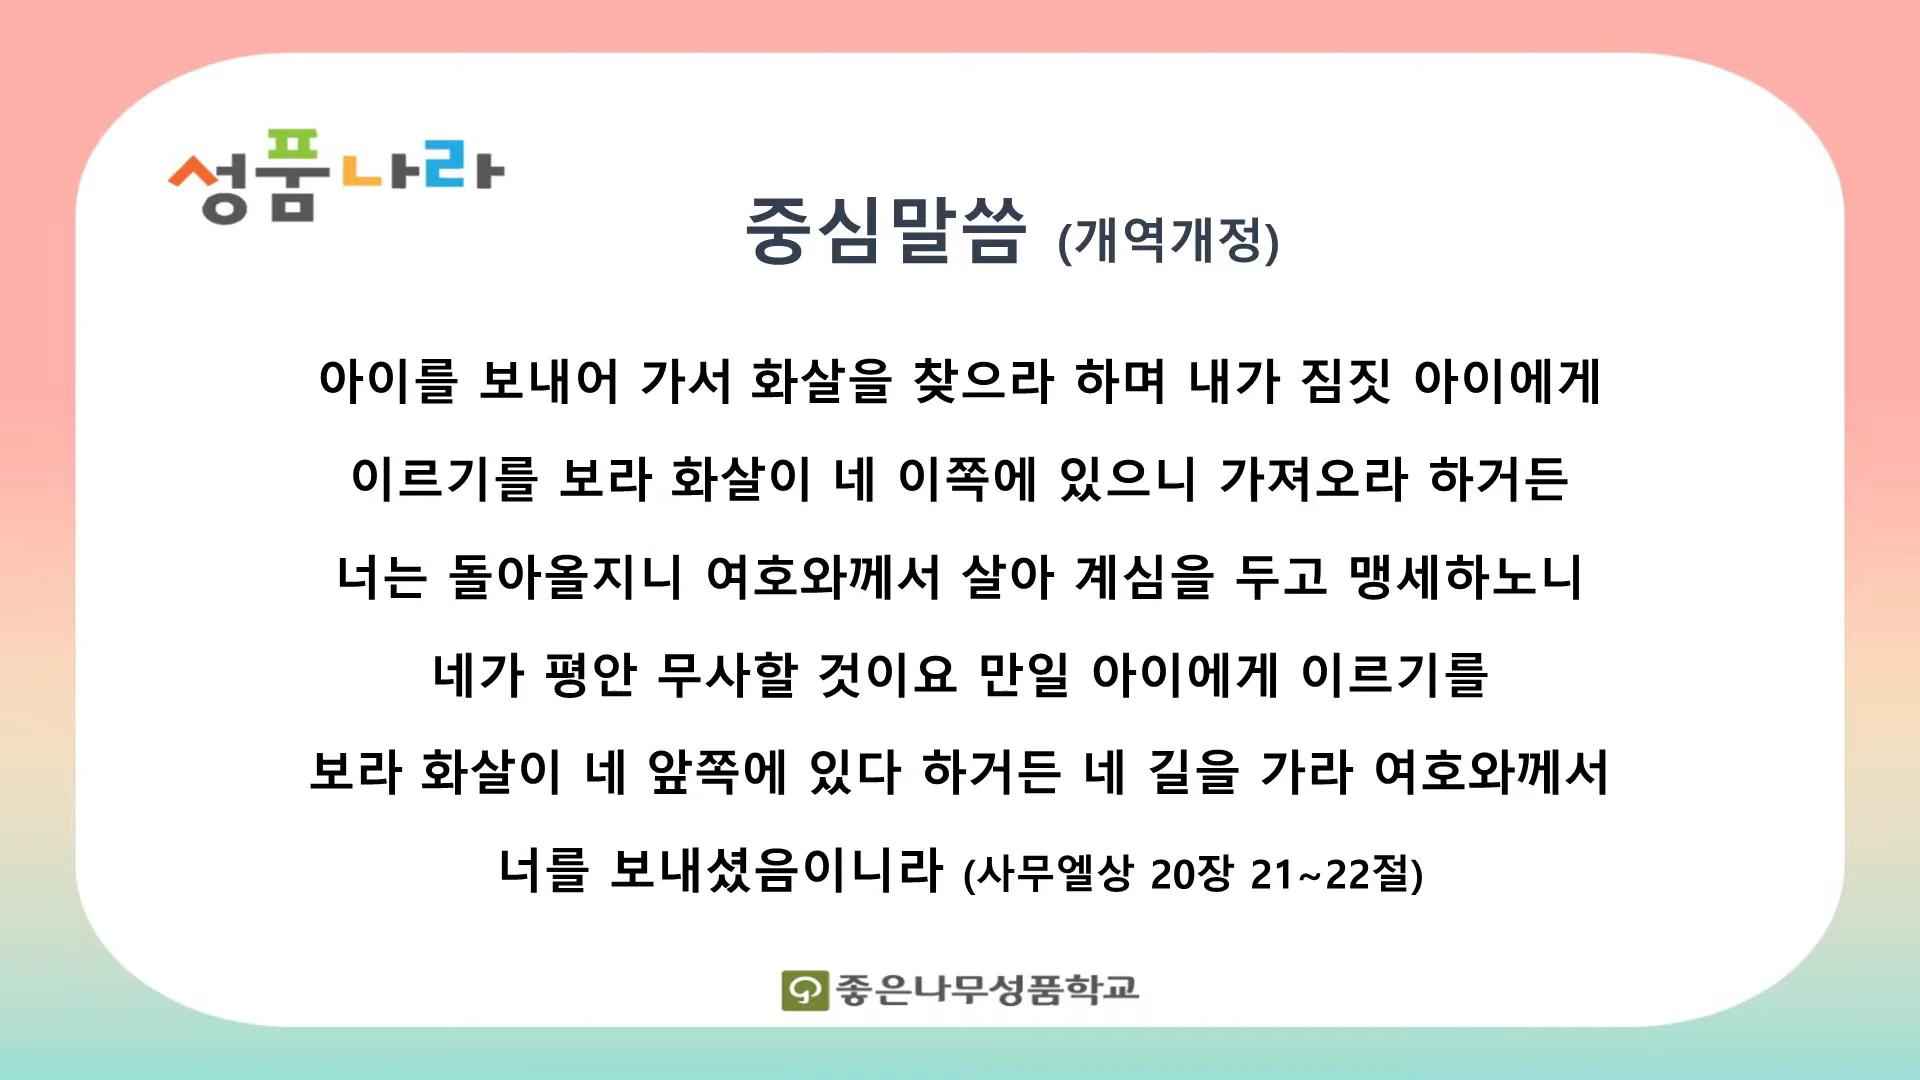 성품나라
중심말씀 (개역개정)
아이를 보내어 가서 화살을 찾으라 하며 내가 짐짓 아이에게
이르기를 보라 화살이 네 이쪽에 있으니 가져오라 하거든
너는 돌아올지니 여호와께서 살아 계심을 두고 맹세하노니
네가 평안 무사할 것이요 만일 아이에게 이르기를
보라 화살이 네 앞쪽에 있다 하거든 네 길을 가라 여호와께서
너를 보내셨음이니라 (사무엘상 20장 21~22절)
좋은나무성품학교